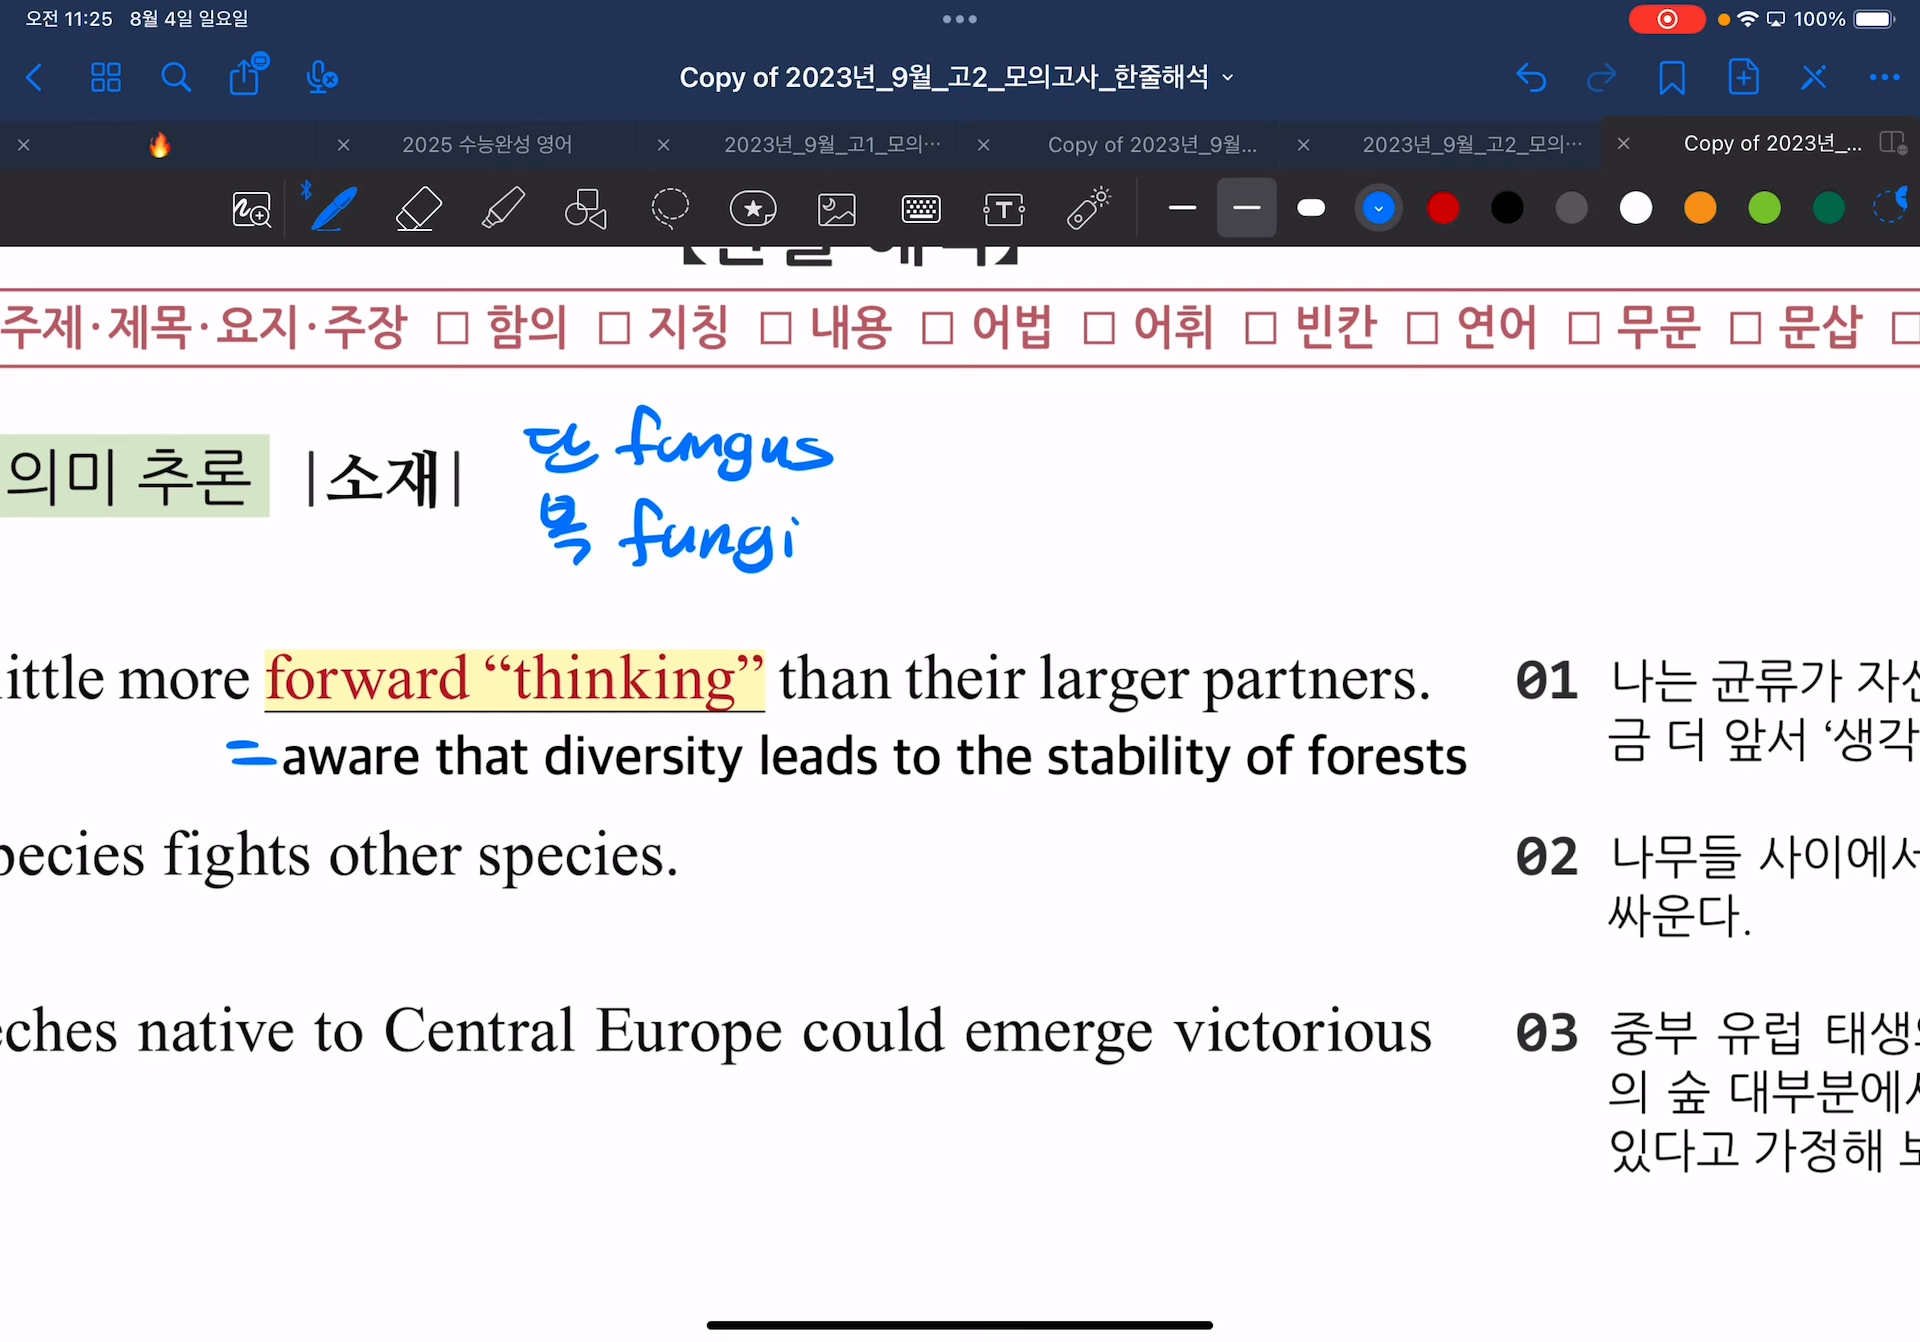 오전 11:25 8월 4일 일요일
100%
Copy of 2023년_9월_고2_모의고사_한줄해석
2025 수능완성 영어
2023년_9월_고1_모의…
Copy of 2023년_9월...
2023년_9월_고2_모의…
Copy of 2023년_...
주제·제목·요지·주장 □ 함의 □ 지칭 □ 내용 □ 어법 □ 어휘 □ 빈칸 □ 연어 □ 무문 □ 문삽 □
의미 추론 |소재|
단 fungus
복 fungi
ittle more forward “thinking” than their larger partners.
= aware that diversity leads to the stability of forests
01 나는 균류가 자신
금 더 앞서 ‘생각
pecies fights other species.
02 나무들 사이에서
싸운다.
eches native to Central Europe could emerge victorious
03 중부 유럽 태생의
의 숲 대부분에서
있다고 가정해 보